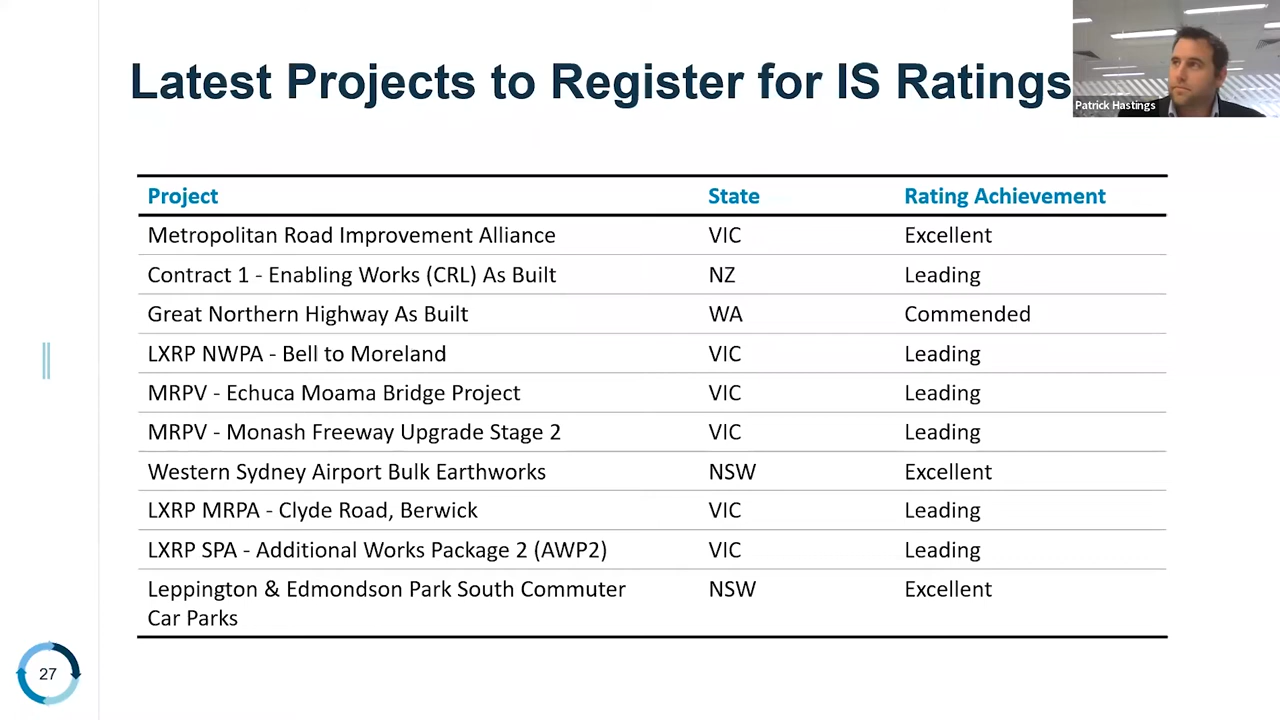 Latest Projects to Register for IS Ratings
Patrick Hastings
Project State Rating Achievement
Metropolitan Road Improvement Alliance VIC Excellent
Contract 1 - Enabling Works (CRL) As Built NZ Leading
Great Northern Highway As Built WA Commended
LXRP NWPA - Bell to Moreland VIC Leading
MRPV - Echuca Moama Bridge Project VIC Leading
MRPV - Monash Freeway Upgrade Stage 2 VIC Leading
Western Sydney Airport Bulk Earthworks NSW Excellent
LXRP MRPA - Clyde Road, Berwick VIC Leading
LXRP SPA - Additional Works Package 2 (AWP2) VIC Leading
Leppington & Edmondson Park South Commuter NSW Excellent
Car Parks
27